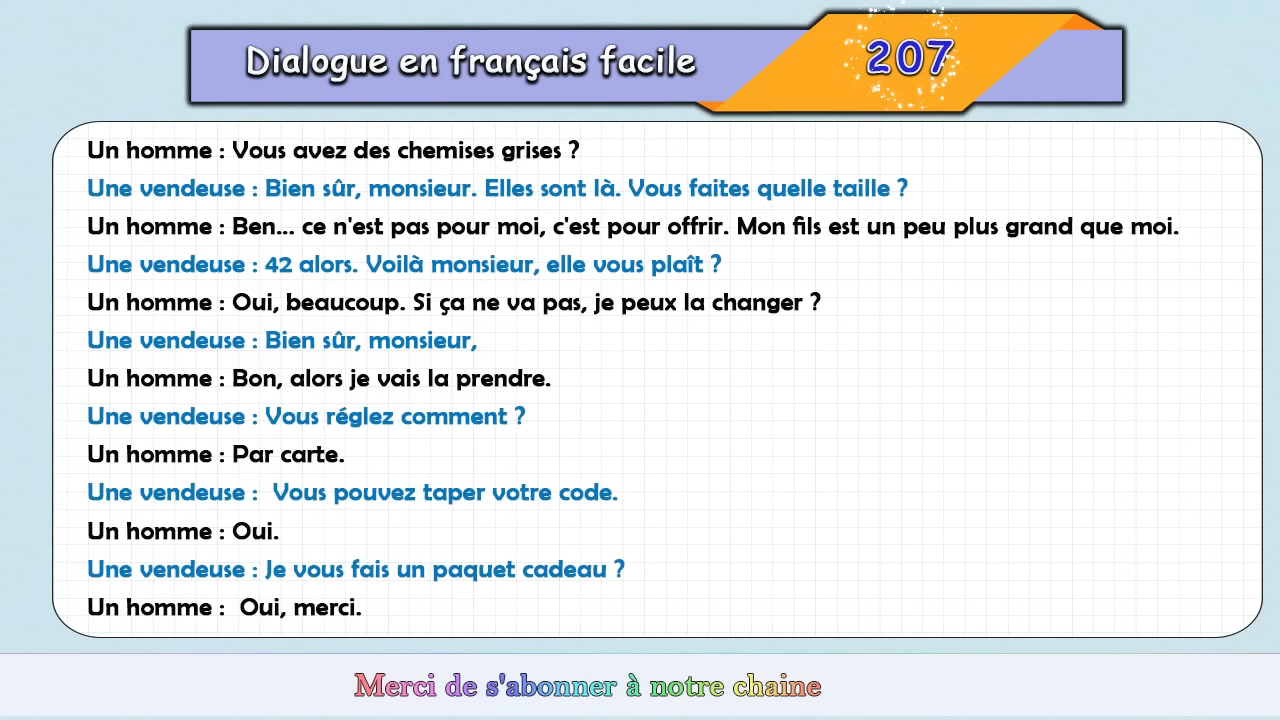 Dialogue en français facile
207
Un homme : Vous avez des chemises grises ?
Une vendeuse : Bien sûr, monsieur. Elles sont là. Vous faites quelle taille ?
Un homme : Ben... ce n'est pas pour moi, c'est pour offrir. Mon fils est un peu plus grand que moi.
Une vendeuse : 42 alors. Voilà monsieur, elle vous plaît ?
Un homme : Oui, beaucoup. Si ça ne va pas, je peux la changer ?
Une vendeuse : Bien sûr, monsieur,
Un homme : Bon, alors je vais la prendre.
Une vendeuse : Vous réglez comment ?
Un homme : Par carte.
Une vendeuse :  Vous pouvez taper votre code.
Un homme : Oui.
Une vendeuse : Je vous fais un paquet cadeau ?
Un homme :  Oui, merci.
Merci de s'abonner à notre chaine